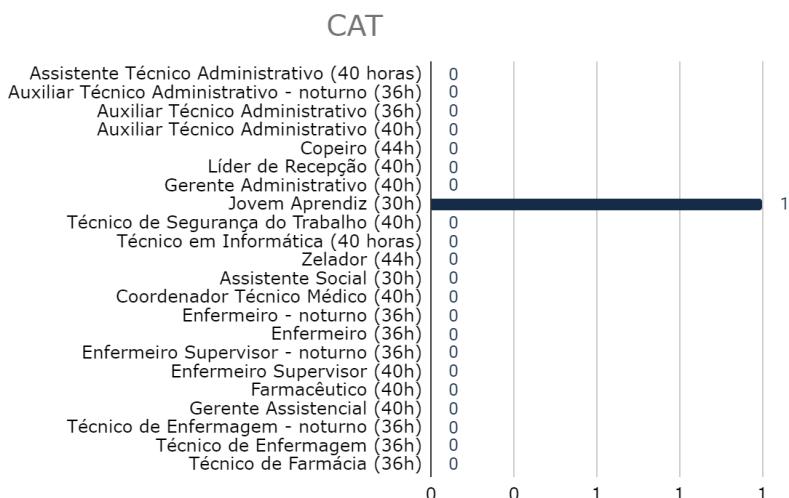 CAT
Assistente Técnico Administrativo (40 horas) 0
Auxiliar Técnico Administrativo - noturno (36h) 0
Auxiliar Técnico Administrativo (36h) 0
Auxiliar Técnico Administrativo (40h) 0
Copeiro (44h) 0
Líder de Recepção (40h) 0
Gerente Administrativo (40h) 0
Jovem Aprendiz (30h) 1
Técnico de Segurança do Trabalho (40h) 0
Técnico em Informática (40 horas) 0
Zelador (44h) 0
Assistente Social (30h) 0
Coordenador Técnico Médico (40h) 0
Enfermeiro - noturno (36h) 0
Enfermeiro (36h) 0
Enfermeiro Supervisor - noturno (36h) 0
Enfermeiro Supervisor (40h) 0
Farmacêutico (40h) 0
Gerente Assistencial (40h) 0
Técnico de Enfermagem - noturno (36h) 0
Técnico de Enfermagem (36h) 0
Técnico de Farmácia (36h) 0
0 0 1 1 1